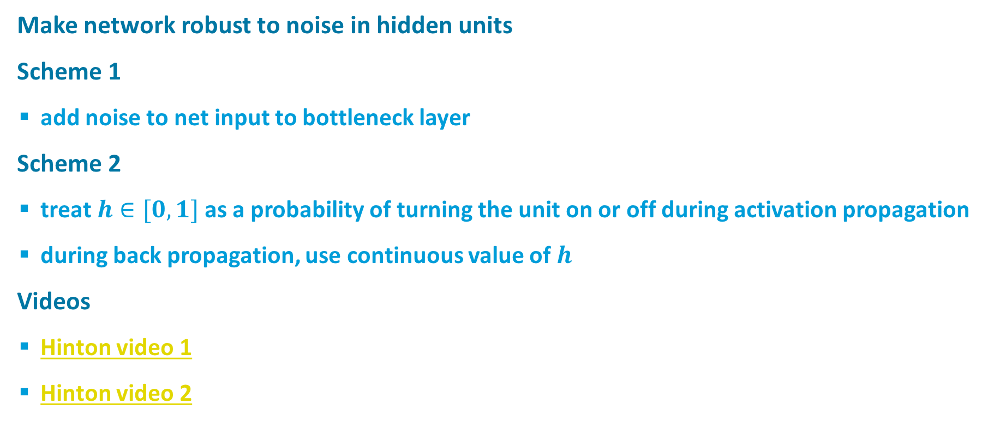 Make network robust to noise in hidden units
Scheme 1
▪ add noise to net input to bottleneck layer
Scheme 2
▪ treat h ∈ [0, 1] as a probability of turning the unit on or off during activation propagation
▪ during back propagation, use continuous value of h
Videos
▪ Hinton video 1
▪ Hinton video 2